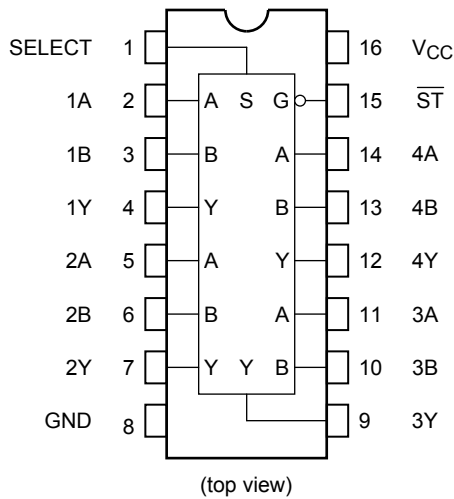 SELECT 1 16 VCC
1A 2 A S G 15 ST
1B 3 B A 14 4A
1Y 4 Y B 13 4B
2A 5 A Y 12 4Y
2B 6 B A 11 3A
2Y 7 Y Y B 10 3B
GND 8 9 3Y
(top view)